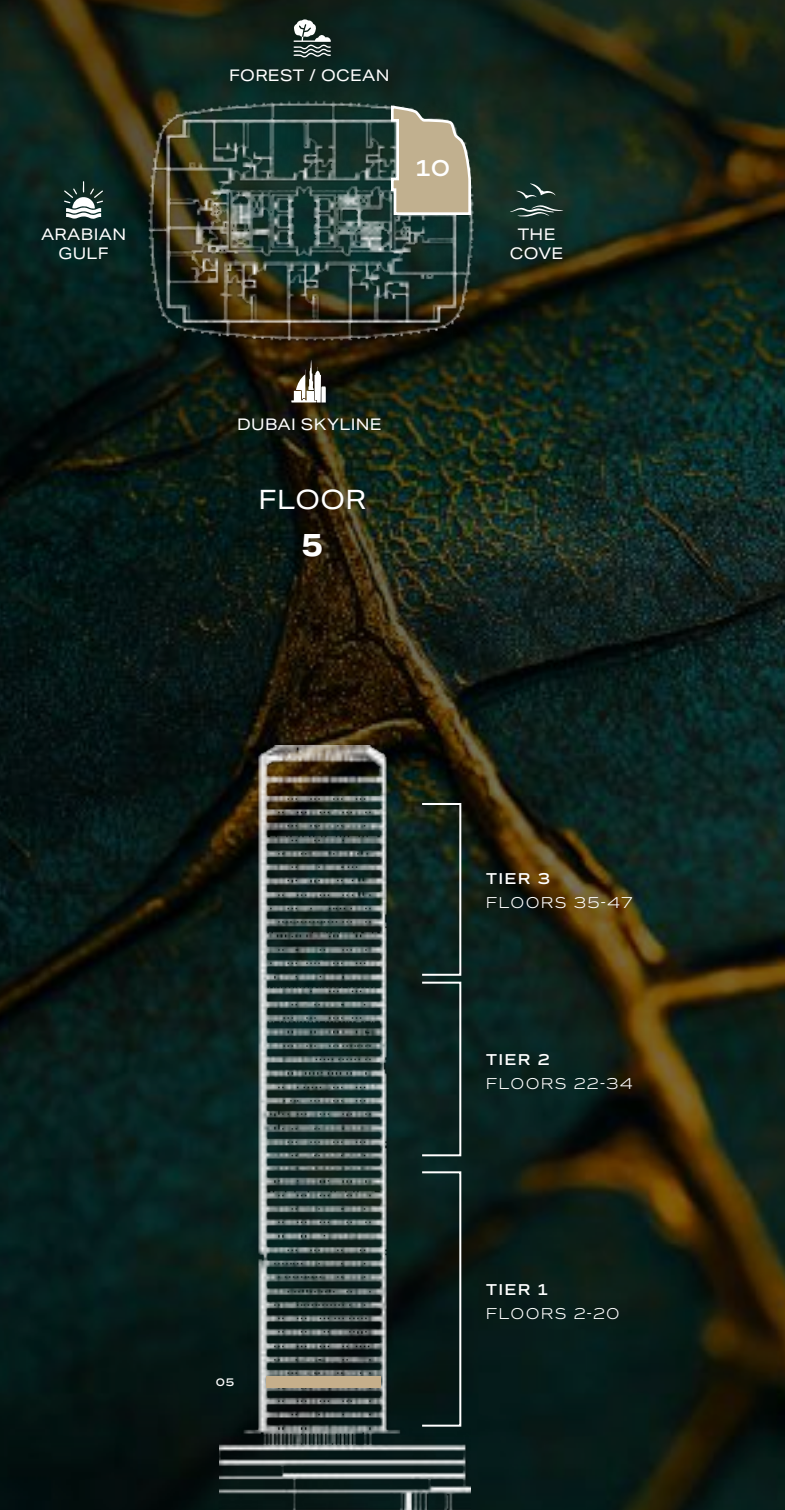 FOREST / OCEAN
10
ARABIAN
GULF
THE
COVE
DUBAI SKYLINE
FLOOR
5
TIER 3
FLOORS 35-47
TIER 2
FLOORS 22-34
TIER 1
FLOORS 2-20
05